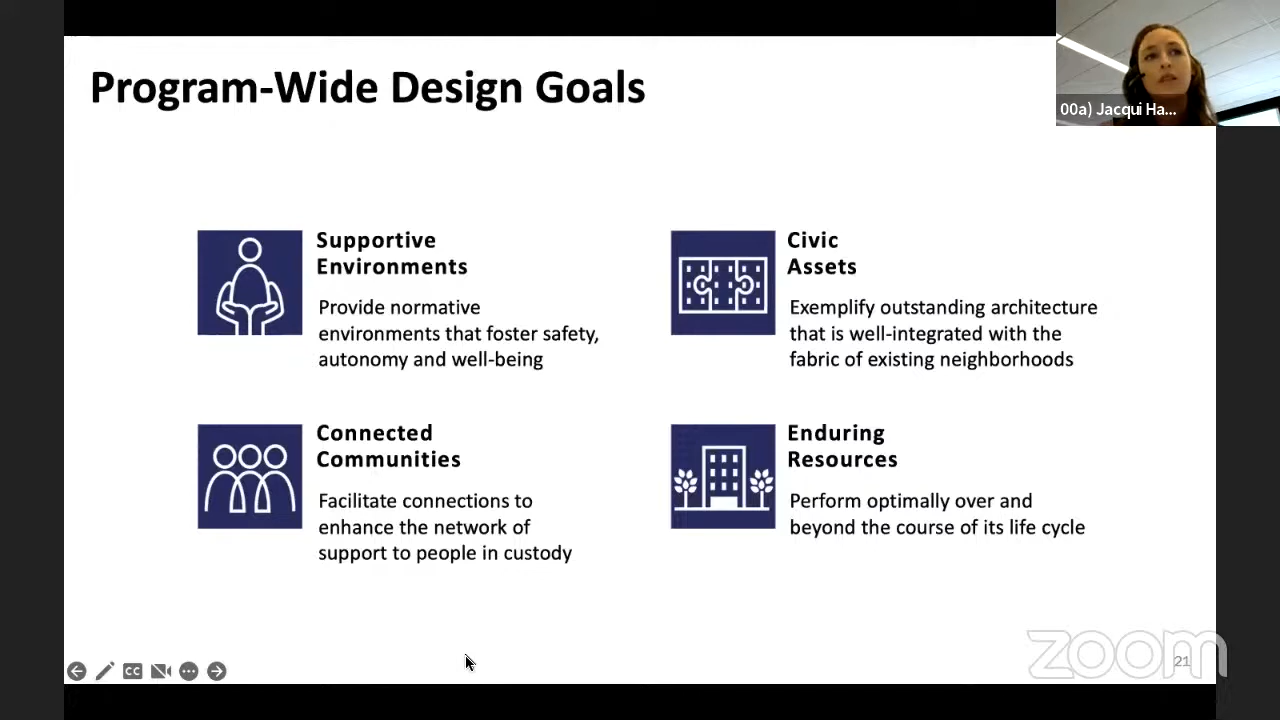 Program-Wide Design Goals
00a) Jacqui Ha...
Supportive
Environments
Provide normative
environments that foster safety,
autonomy and well-being
Civic
Assets
Exemplify outstanding architecture
that is well-integrated with the
fabric of existing neighborhoods
Connected
Communities
Facilitate connections to
enhance the network of
support to people in custody
Enduring
Resources
Perform optimally over and
beyond the course of its life cycle
CC
zoom
21